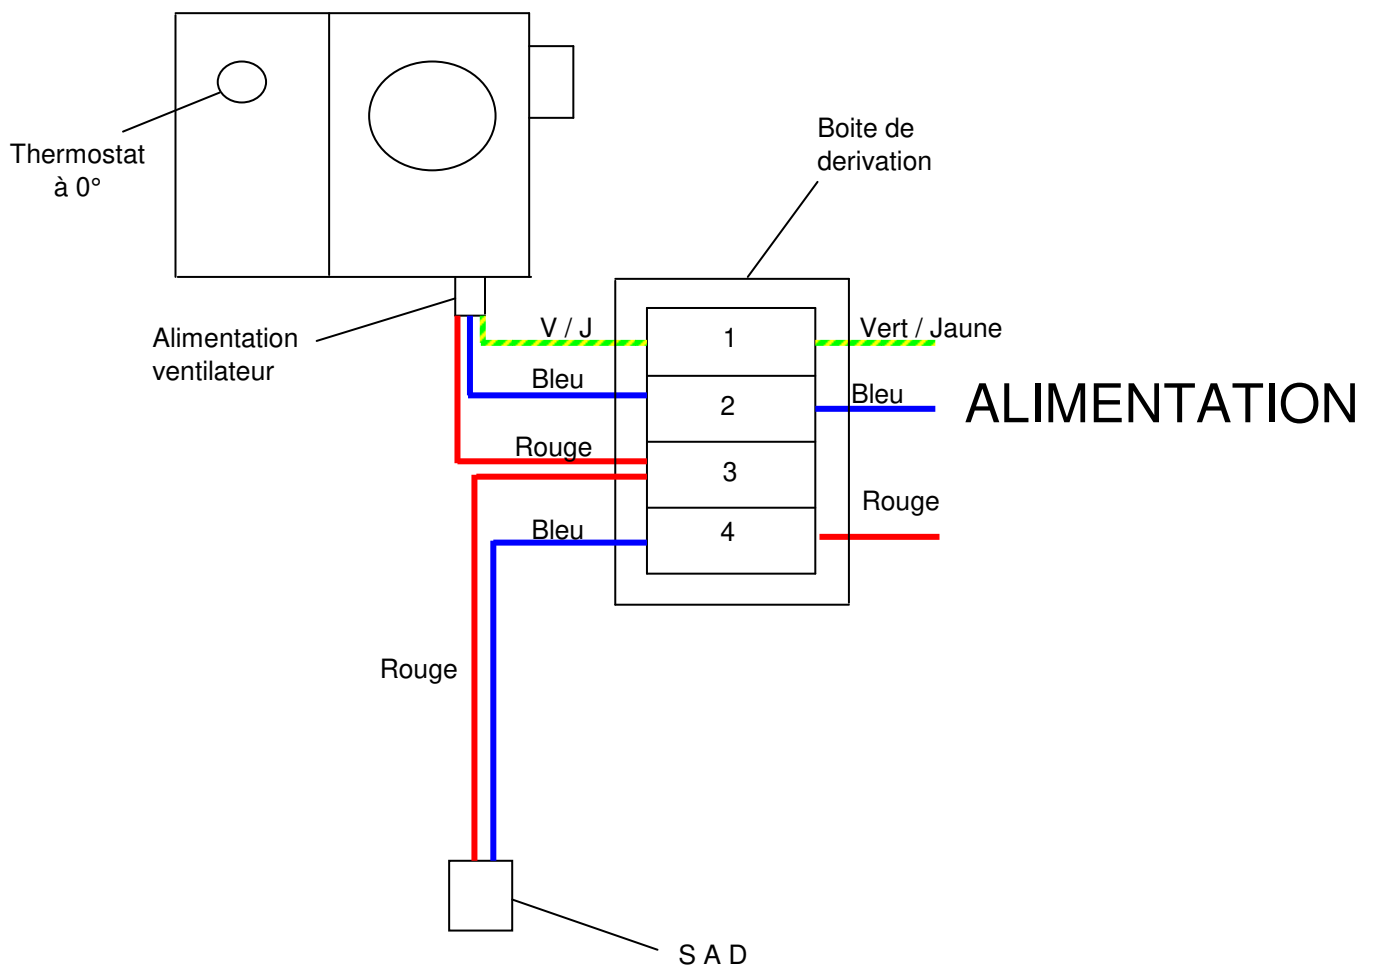 Boite de
derivation
Thermostat
à 0°
Alimentation
ventilateur
V / J
1
Vert / Jaune
Bleu
2
Bleu
ALIMENTATION
Rouge
3
Rouge
Bleu
4
Rouge
S A D